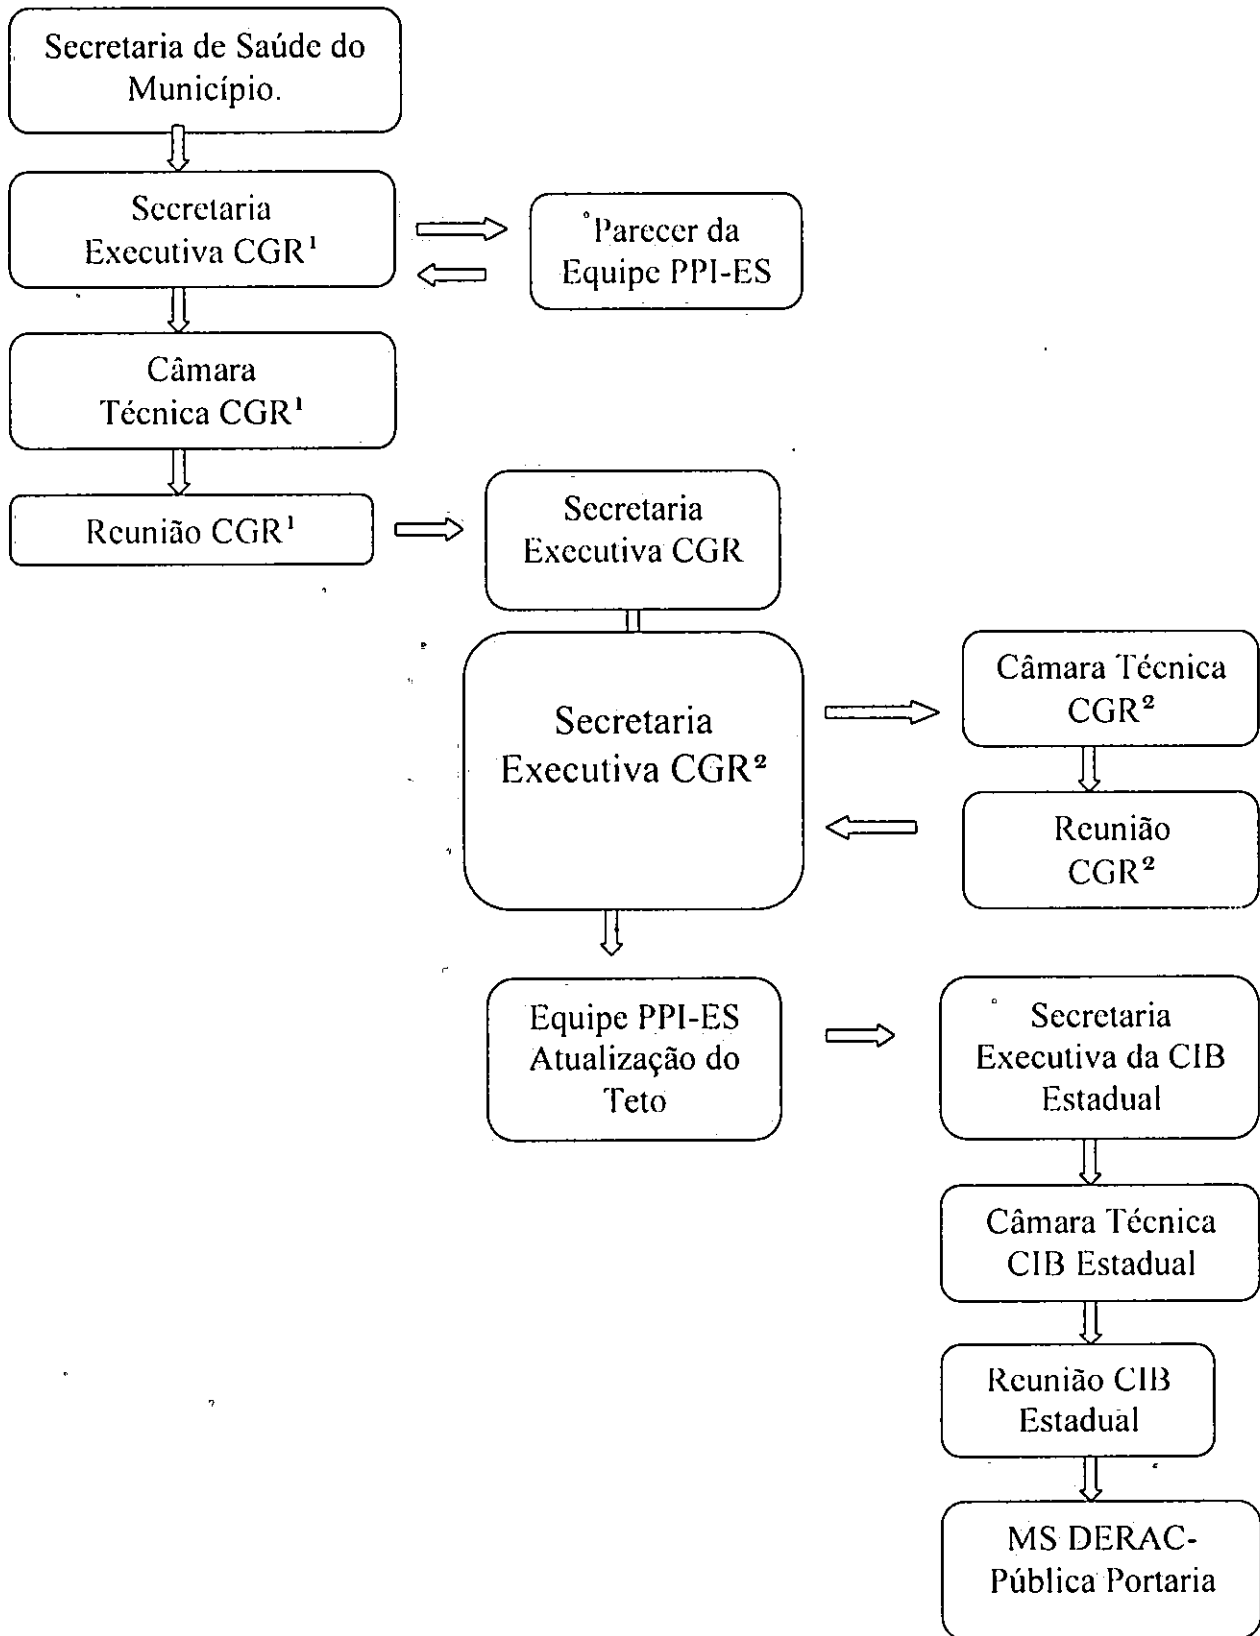 Secretaria de Saúde do
Município.
Secretaria
Executiva CGR¹
Parecer da
Equipe PPI-ES
Câmara
Técnica CGR¹
Reunião CGR¹
Secretaria
Executiva CGR
Secretaria
Executiva CGR²
Câmara Técnica
CGR²
Reunião
CGR²
Equipe PPI-ES
Atualização do
Teto
Secretaria
Executiva da CIB
Estadual
Câmara Técnica
CIB Estadual
Reunião CIB
Estadual
MS DERAC-
Pública Portaria